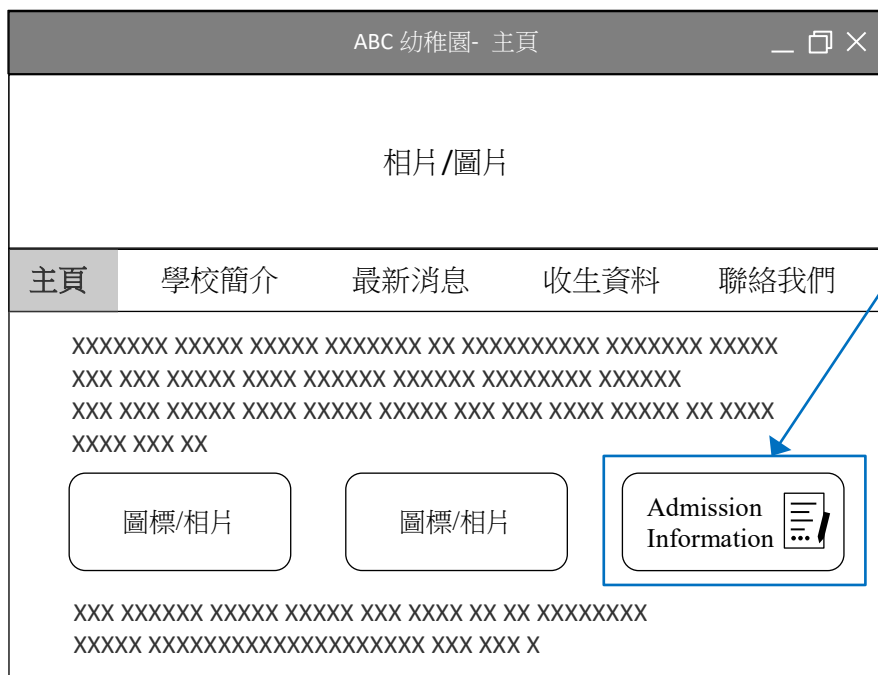 ABC 幼稚園- 主頁
相片/圖片
主頁 學校簡介 最新消息 收生資料 聯絡我們
XXXXXXX XXXXX XXXXX XXXXXXX XX XXXXXXXXXX XXXXXXX XXXXX
XXX XXX XXXXX XXXX XXXXXX XXXXXX XXXXXXXX XXXXXX
XXX XXX XXXXX XXXX XXXXX XXXXX XXX XXX XXXX XXXXX XX XXXX
XXXX XXX XX
圖標/相片 圖標/相片 Admission
Information
XXX XXXXXX XXXXX XXXXX XXX XXXX XX XX XXXXXXXX
XXXXX XXXXXXXXXXXXXXXXXXXX XXX XXX X